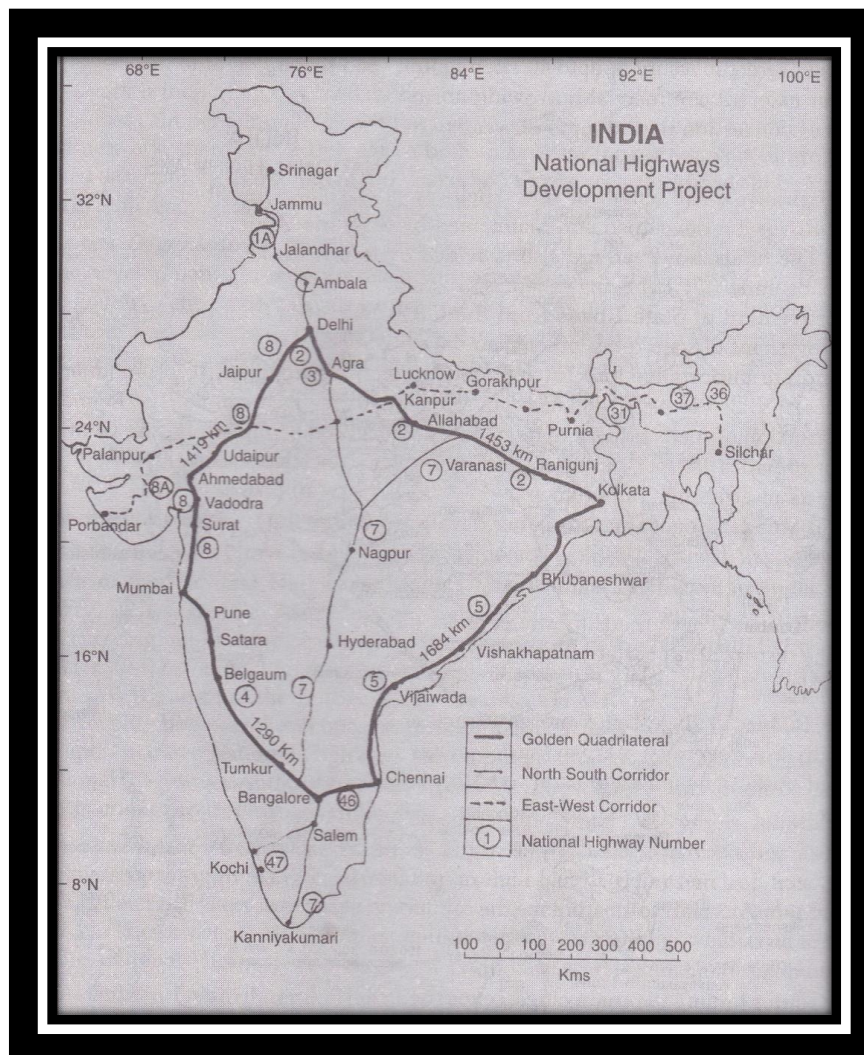 68°E 76°E 84°E 92°E 100°E
INDIA
National Highways
Development Project
Srinagar
32°N
Jammu
1A
Jalandhar
Ambala
Delhi
8
2
3
Agra
Jaipur
Lucknow
Gorakhpur
Kanpur
37
36
31
8
24°N
Allahabad
2
Purnia
1419 km
1453 km
Palanpur
Udaipur
7
Varanasi
Ranigunj
Silchar
2
Ahmedabad
8A
8
Vadodra
Kolkata
Porbandar
Surat
7
8
Nagpur
Bhubaneshwar
Mumbai
Pune
5
Satara
Hyderabad
1684 km
Vishakhapatnam
16°N
Belgaum
4
7
5
Vijaiwada
1290 Km
Golden Quadrilateral
Tumkur
Chennai
North South Corridor
Bangalore
46
East-West Corridor
Salem
1
National Highway Number
Kochi
47
8°N
7
Kanniyakumari
100 0 100 200 300 400 500
Kms